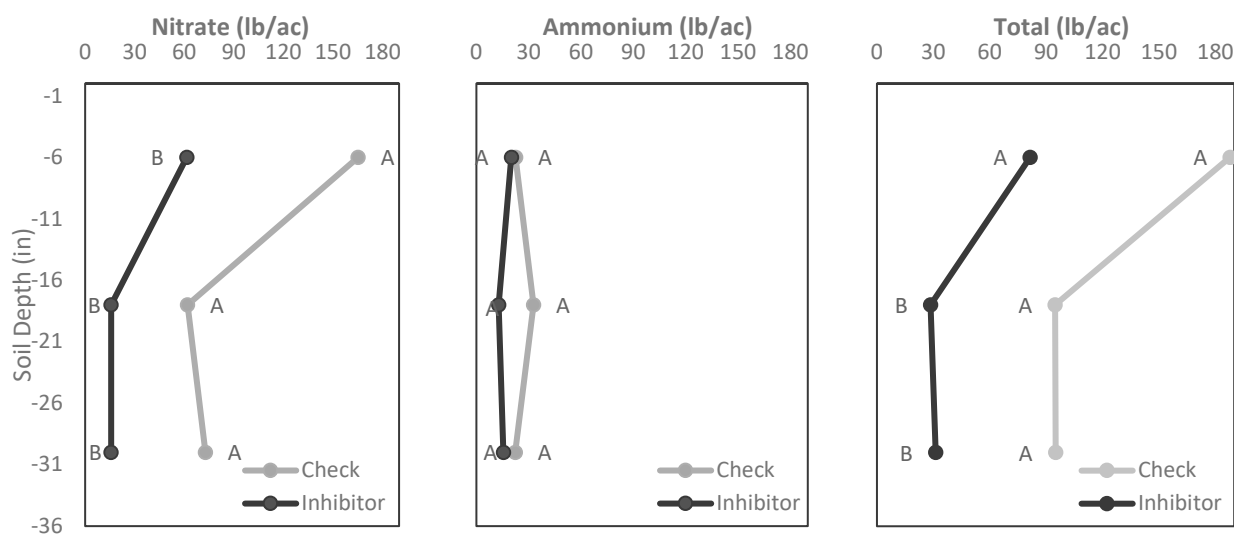 Nitrate (lb/ac) Ammonium (lb/ac) Total (lb/ac)
0 30 60 90 120 150 180 0 30 60 90 120 150 180 0 30 60 90 120 150 180
-1
-6 B A A A A A
-11
-16
B A A A B A
-21
-26
B A A A B A
-31
Check Check Check
Inhibitor Inhibitor Inhibitor
-36
Soil Depth (in)